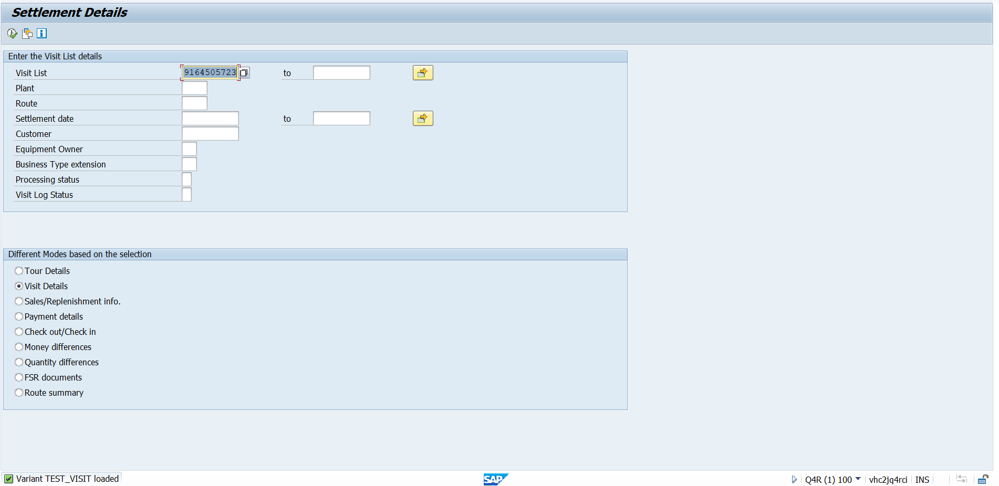 Settlement Details
Enter the Visit List details
Visit List 9164505723 to
Plant
Route
Settlement date to
Customer
Equipment Owner
Business Type extension
Processing status
Visit Log Status
Different Modes based on the selection
Tour Details
Visit Details
Sales/Replenishment info.
Payment details
Check out/Check in
Money differences
Quantity differences
FSR documents
Route summary
Variant TEST_VISIT loaded SAP Q4R (1) 100 vhc2jq4rci INS